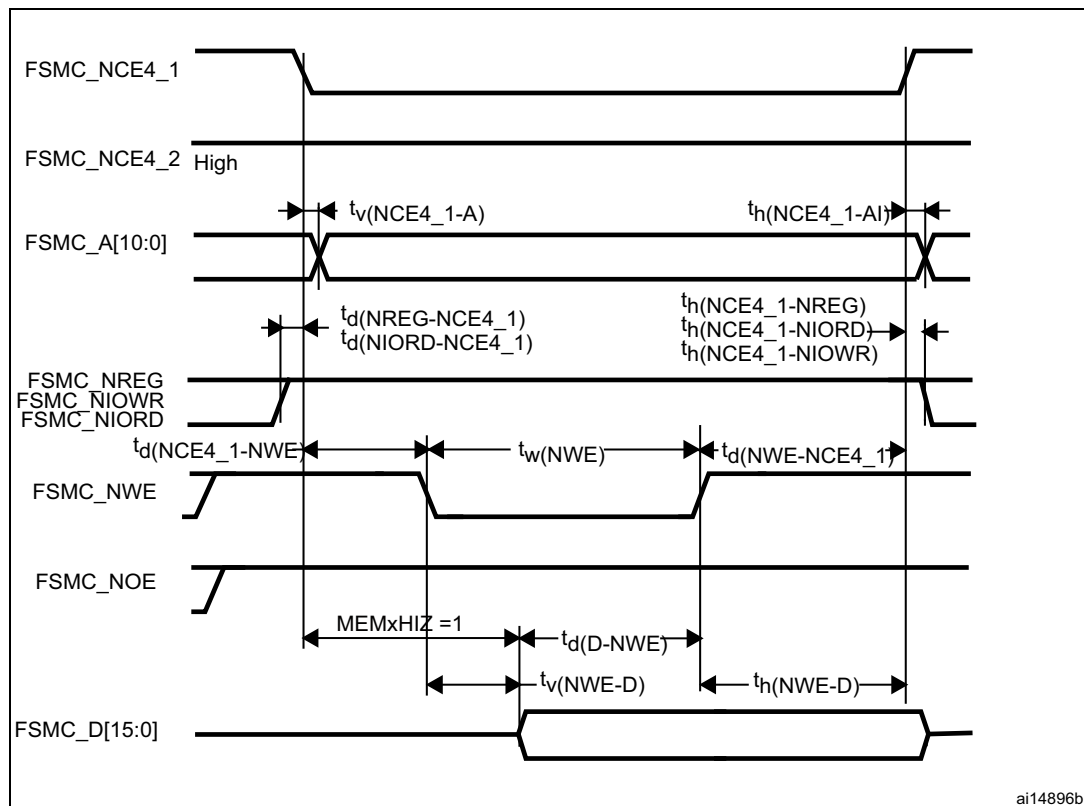 FSMC_NCE4_1
FSMC_NCE4_2 High
tv(NCE4_1-A)
th(NCE4_1-AI)
FSMC_A[10:0]
td(NREG-NCE4_1)
td(NIORD-NCE4_1)
th(NCE4_1-NREG)
th(NCE4_1-NIORD)
th(NCE4_1-NIOWR)
FSMC_NREG
FSMC_NIOWR
FSMC_NIORD
td(NCE4_1-NWE)
tw(NWE)
td(NWE-NCE4_1)
FSMC_NWE
FSMC_NOE
MEMxHIZ =1
td(D-NWE)
tv(NWE-D)
th(NWE-D)
FSMC_D[15:0]
ai14896b